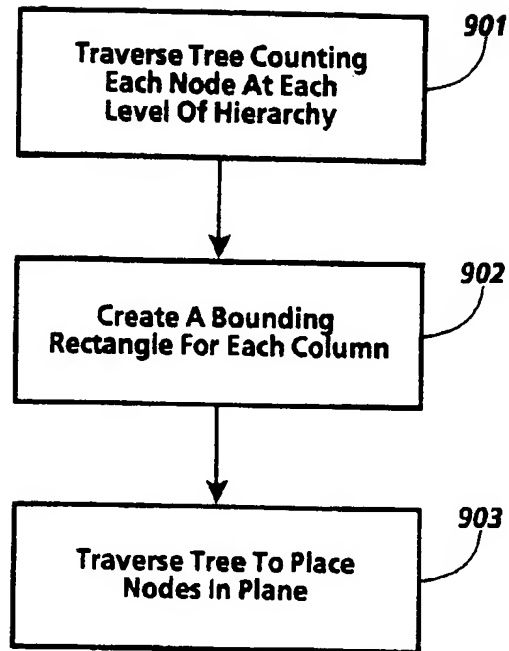 901
Traverse Tree Counting
Each Node At Each
Level Of Hierarchy
902
Create A Bounding
Rectangle For Each Column
903
Traverse Tree To Place
Nodes In Plane